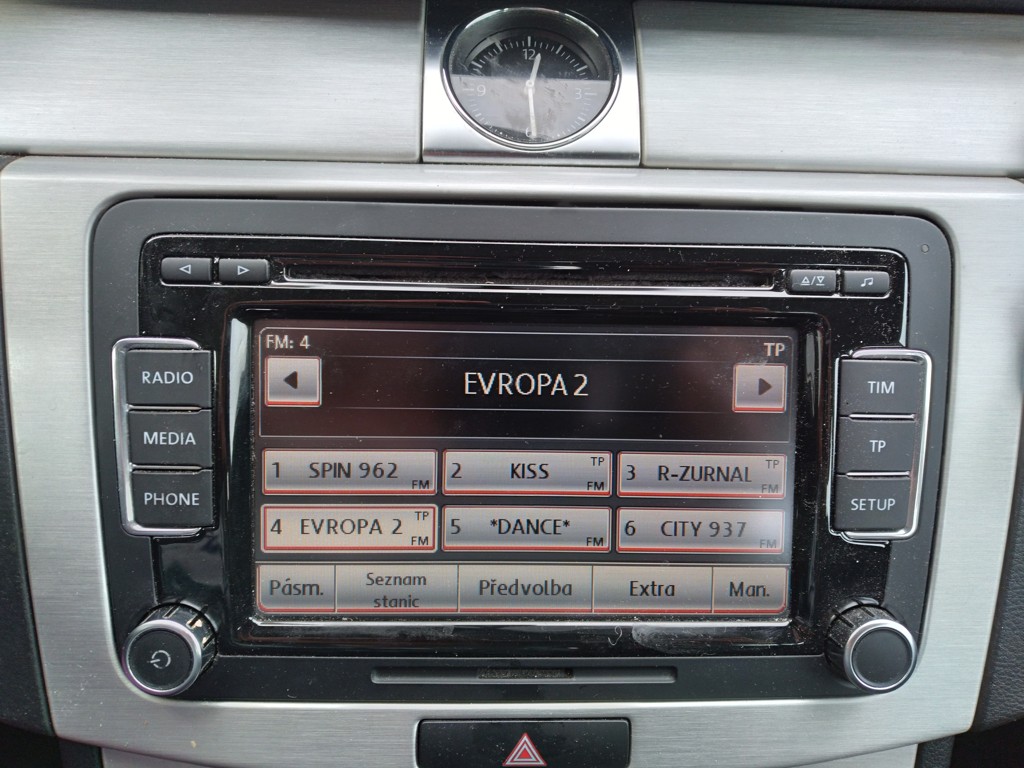 12
9
3
6
RADIO
MEDIA
PHONE
TIM
TP
SETUP
FM: 4
TP
EVROPA 2
1 SPIN 962 FM
2 KISS TP FM
3 R-ZURNAL TP FM
4 EVROPA 2 TP FM
5 *DANCE* FM
6 CITY 937 FM
Pásm.
Seznam
stanic
Předvolba
Extra
Man.